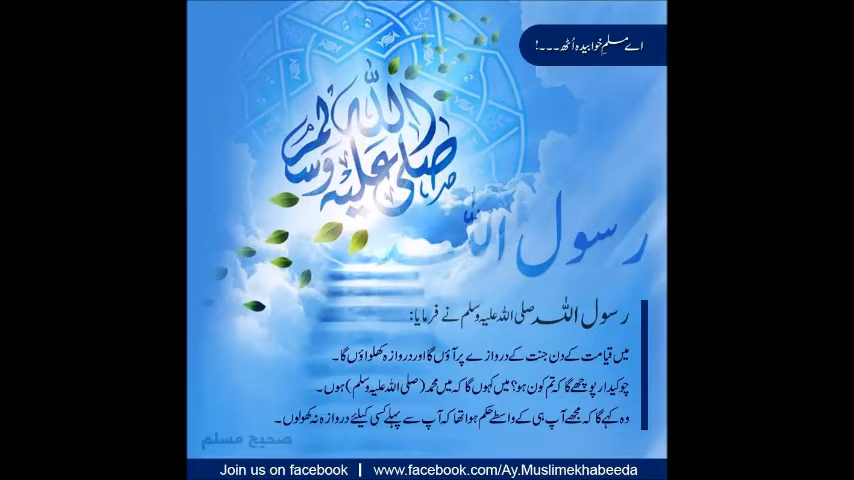 اے مسلمِ خوابیدہ اُٹھ۔۔۔!
صلی اللہ علیہ وسلم
رسول اللہ
رسول اللہ صلی اللہ علیہ وسلم نے فرمایا:
میں قیامت کے دن جنت کے دروازے پر آؤں گا اور دروازہ کھلواؤں گا۔
چوکیدار پوچھے گا کہ تم کون ہو؟ میں کہوں گا کہ میں محمد (صلی اللہ علیہ وسلم) ہوں۔
وہ کہے گا کہ مجھے آپ ہی کے واسطے حکم ہوا تھا کہ آپ سے پہلے کسی کیلئے دروازہ نہ کھولوں۔
صحیح مسلم
Join us on facebook | www.facebook.com/Ay.Muslimekhabeeda